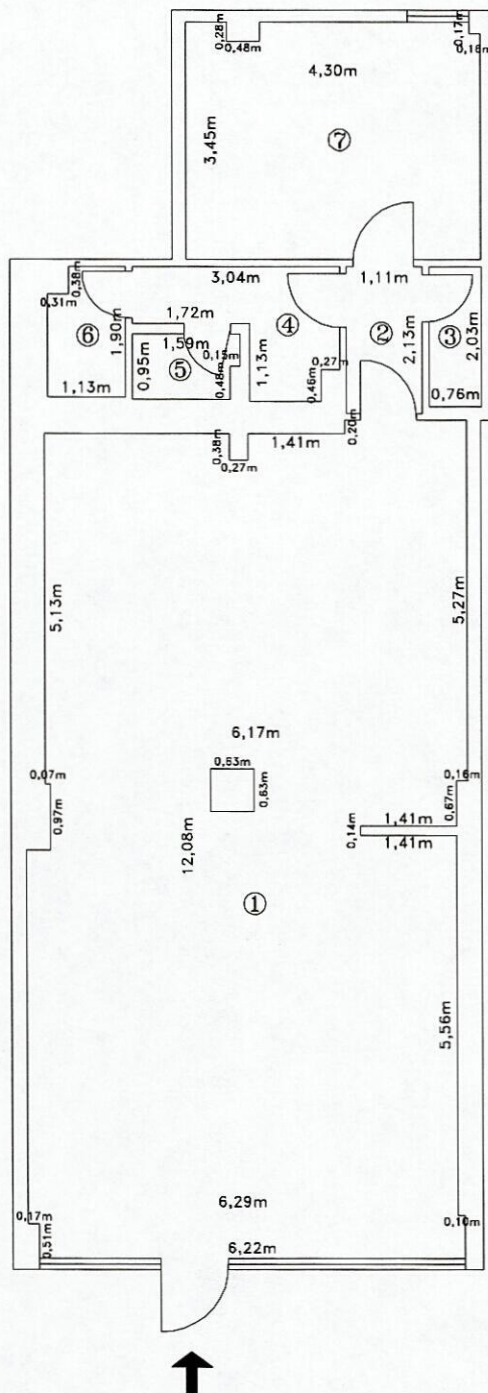 0,28m
0,48m
0,17m
0,16m
4,30m
3,45m
7
0,38m
0,31m
3,04m
1,11m
1,72m
1,90m
6
4
2
2,13m
3
2,03m
1,59m
0,95m
5
0,15m
0,48m
1,13m
0,27m
0,46m
1,13m
0,76m
0,20m
0,38m
0,27m
1,41m
5,13m
5,27m
6,17m
0,63m
0,63m
0,07m
0,97m
0,16m
0,67m
1,41m
0,14m
1,41m
12,08m
1
5,56m
6,29m
0,17m
0,51m
0,10m
6,22m